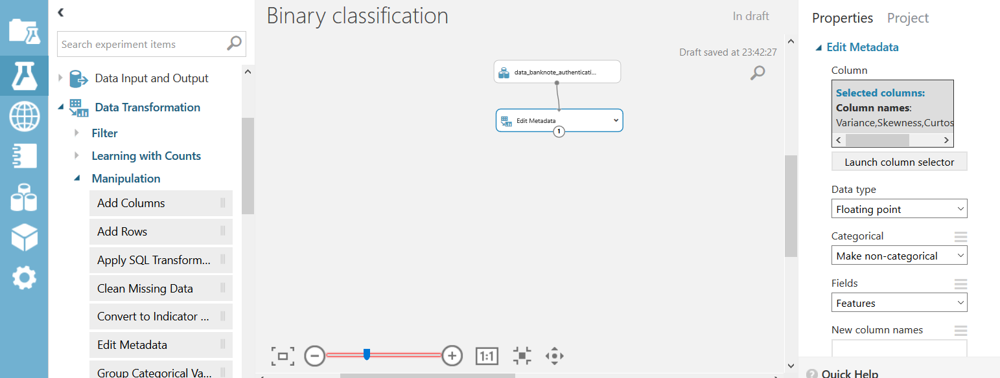 Search experiment items
Data Input and Output
Data Transformation
Filter
Learning with Counts
Manipulation
Add Columns
Add Rows
Apply SQL Transform...
Clean Missing Data
Convert to Indicator ...
Edit Metadata
Group Categorical Va...
Binary classification
In draft
Draft saved at 23:42:27
data_banknote_authenticati...
Edit Metadata
1
1:1
Properties Project
Edit Metadata
Column
Selected columns:
Column names:
Variance,Skewness,Curtos
Launch column selector
Data type
Floating point
Categorical
Make non-categorical
Fields
Features
New column names
Quick Help